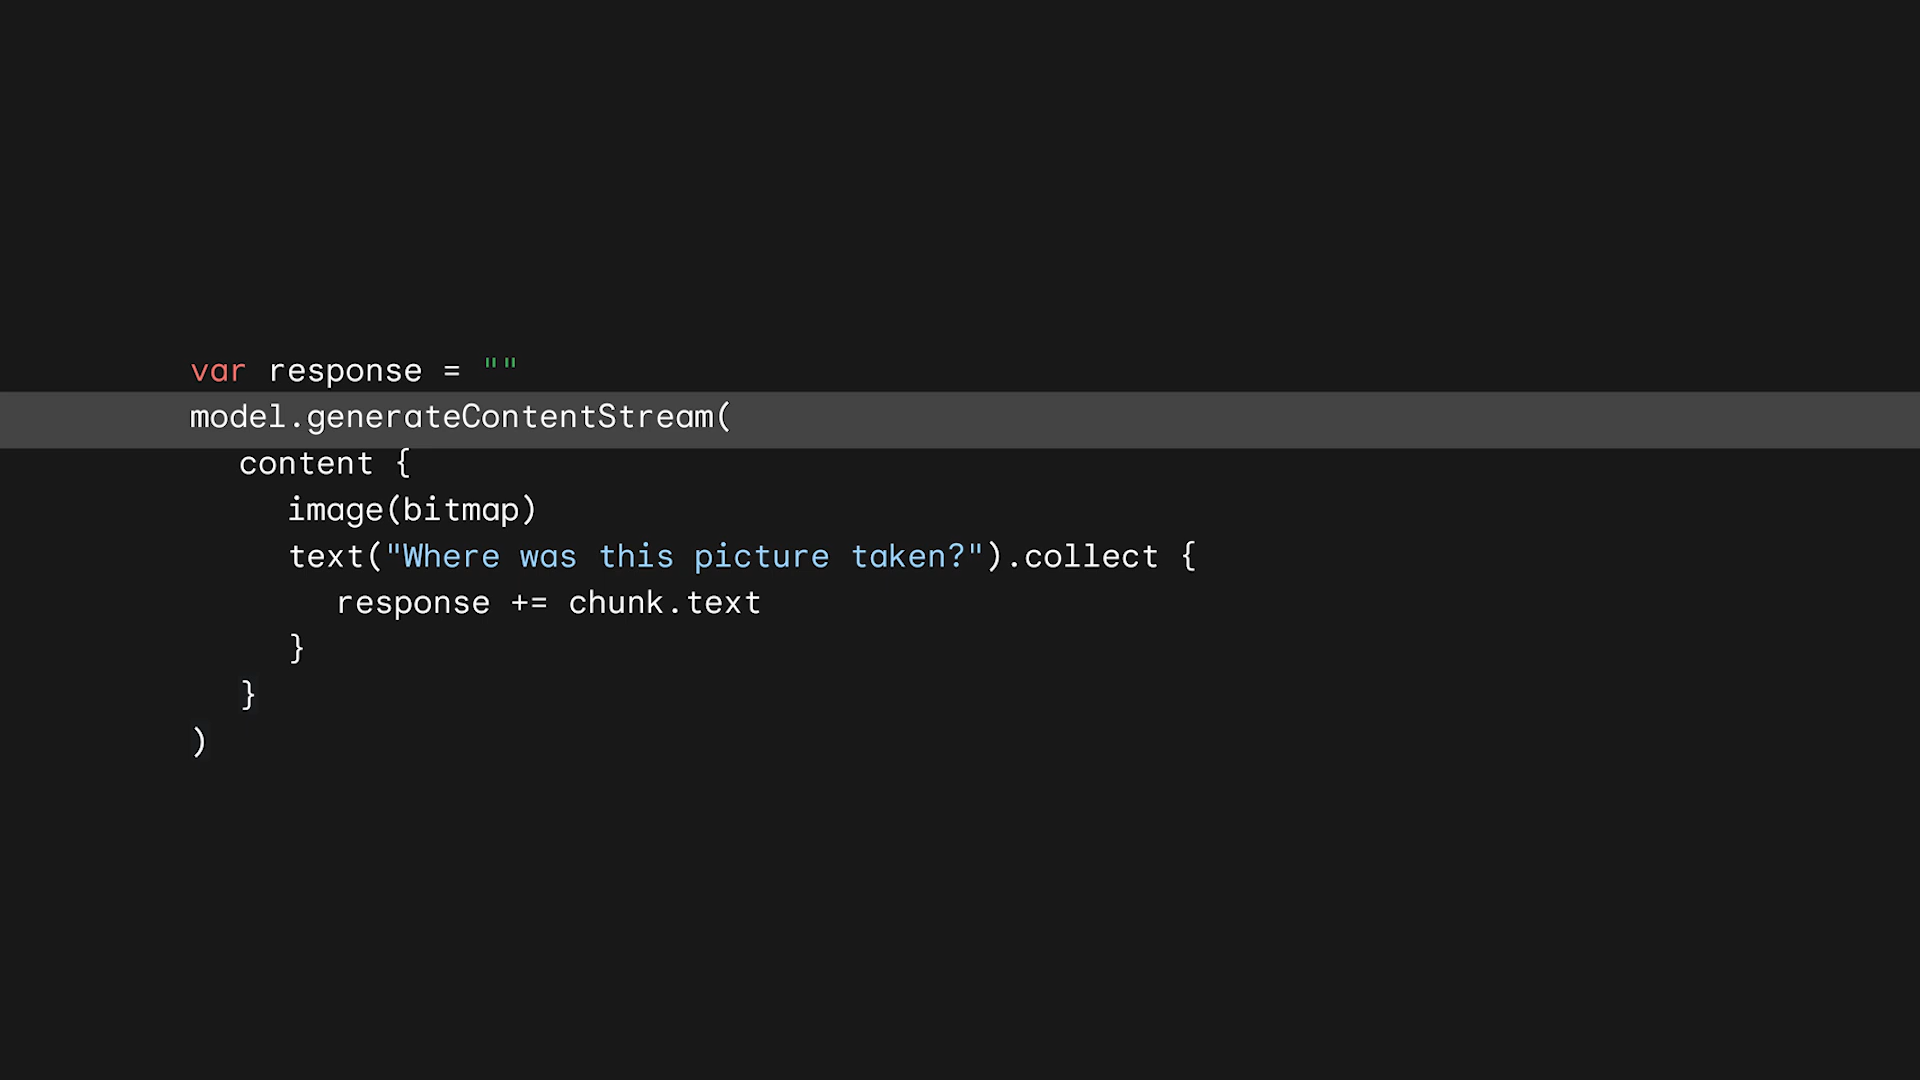 var response = ""
model.generateContentStream(
content {
image(bitmap)
text("Where was this picture taken?").collect {
response += chunk.text
}
}
)